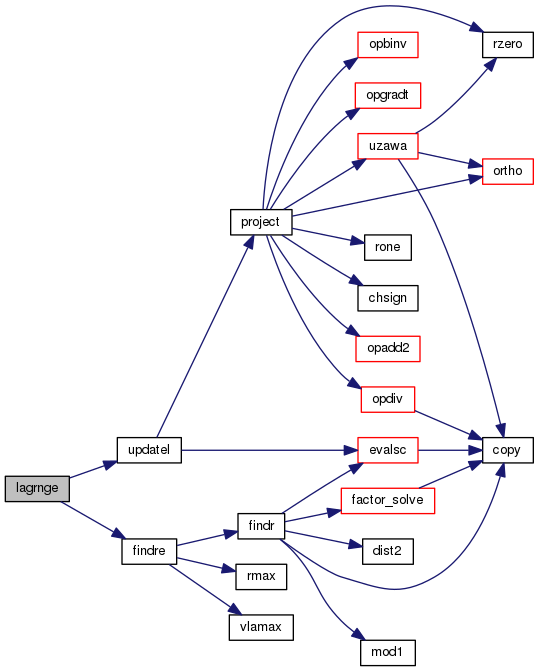 opbinv
rzero
opgradt
uzawa
ortho
project
rone
chsign
opadd2
opdiv
updatel
evalsc
copy
lagrnge
factor_solve
findr
findre
dist2
rmax
vlamax
mod1